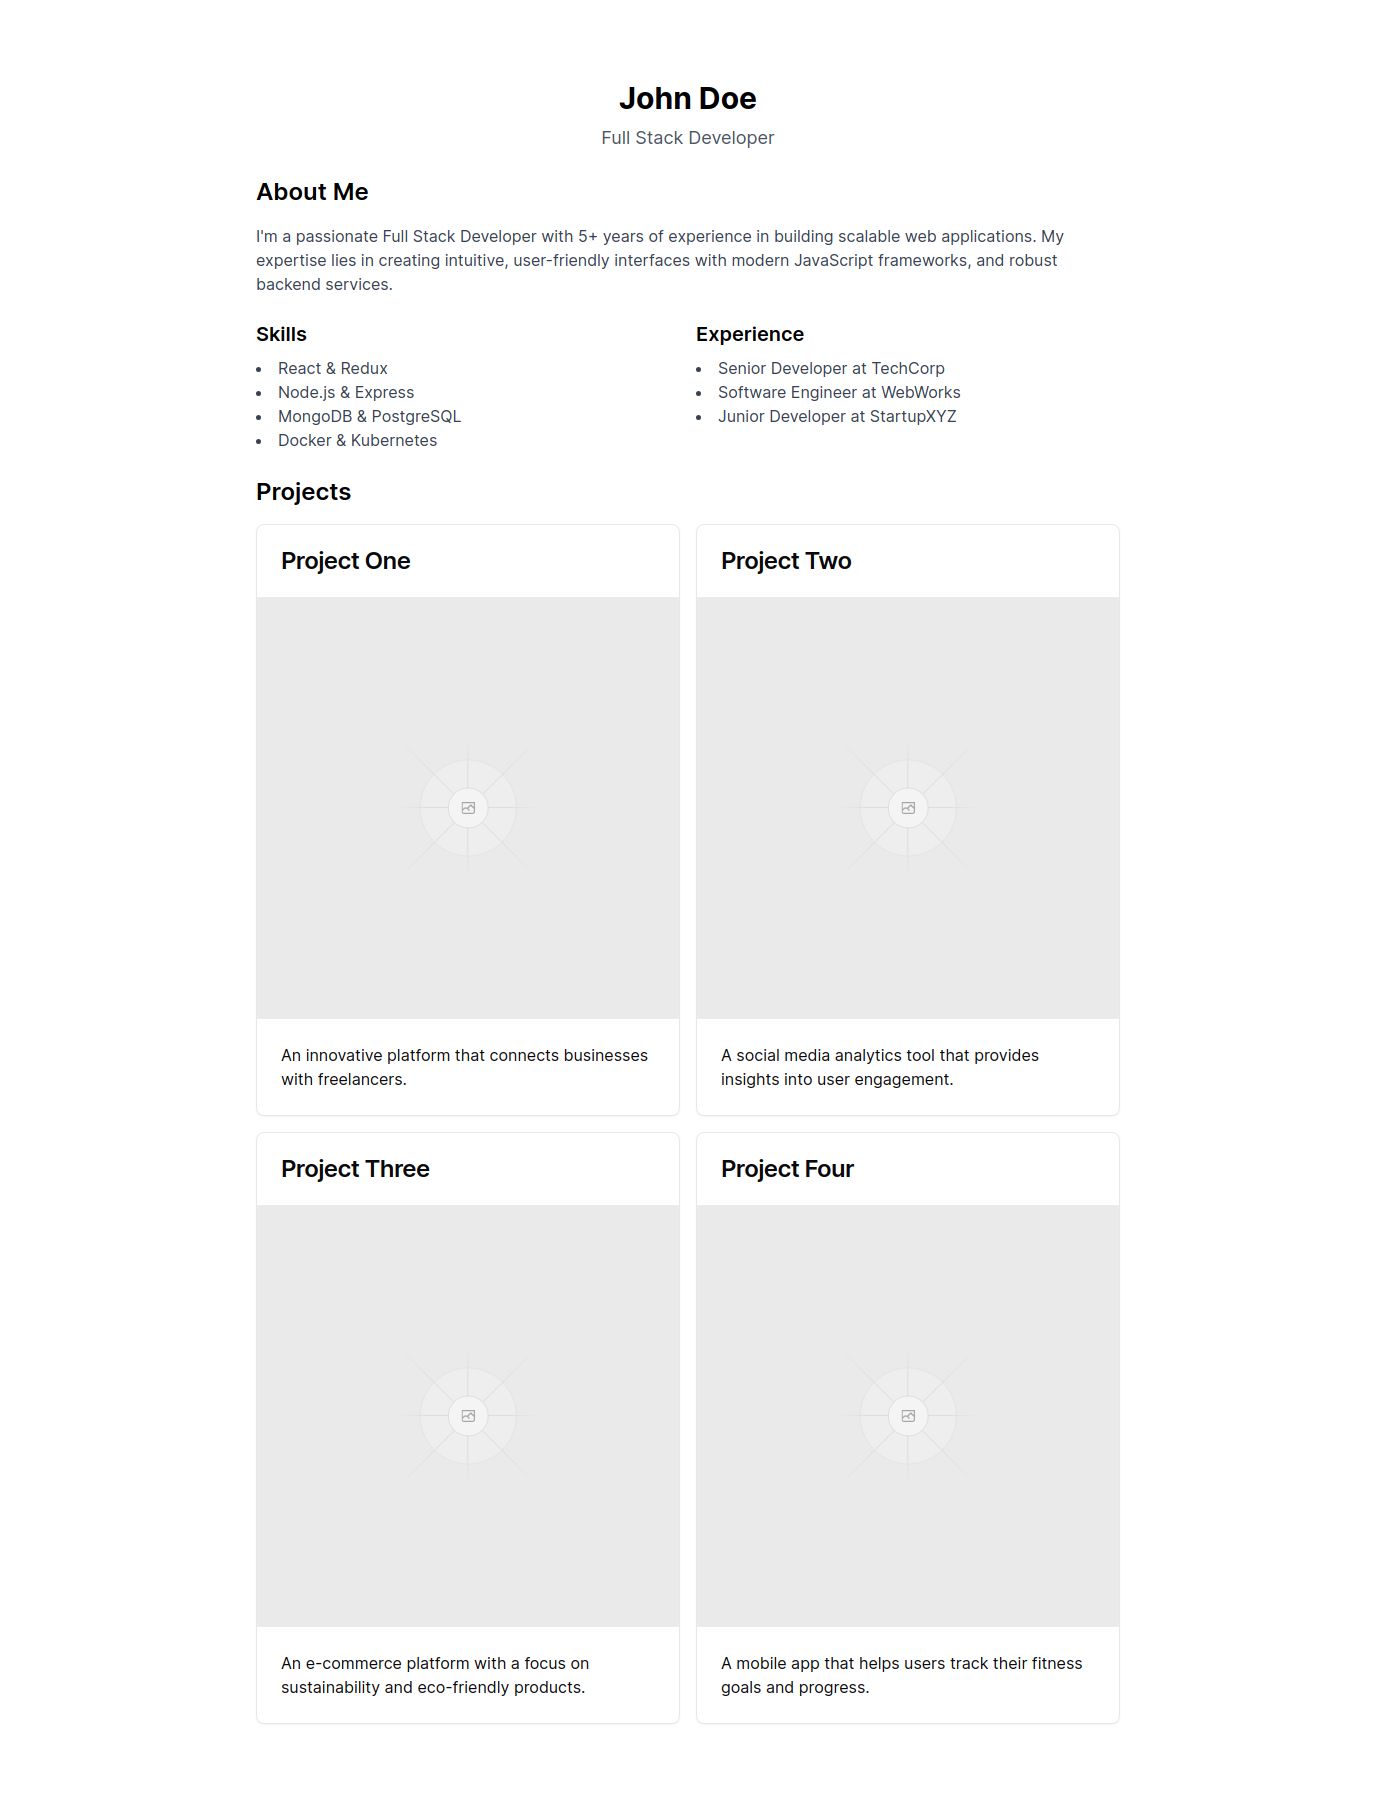 John Doe
Full Stack Developer
About Me
I'm a passionate Full Stack Developer with 5+ years of experience in building scalable web applications. My
expertise lies in creating intuitive, user-friendly interfaces with modern JavaScript frameworks, and robust
backend services.
Skills
• React & Redux
• Node.js & Express
• MongoDB & PostgreSQL
• Docker & Kubernetes
Experience
• Senior Developer at TechCorp
• Software Engineer at WebWorks
• Junior Developer at StartupXYZ
Projects
Project One
An innovative platform that connects businesses
with freelancers.
Project Two
A social media analytics tool that provides
insights into user engagement.
Project Three
An e-commerce platform with a focus on
sustainability and eco-friendly products.
Project Four
A mobile app that helps users track their fitness
goals and progress.